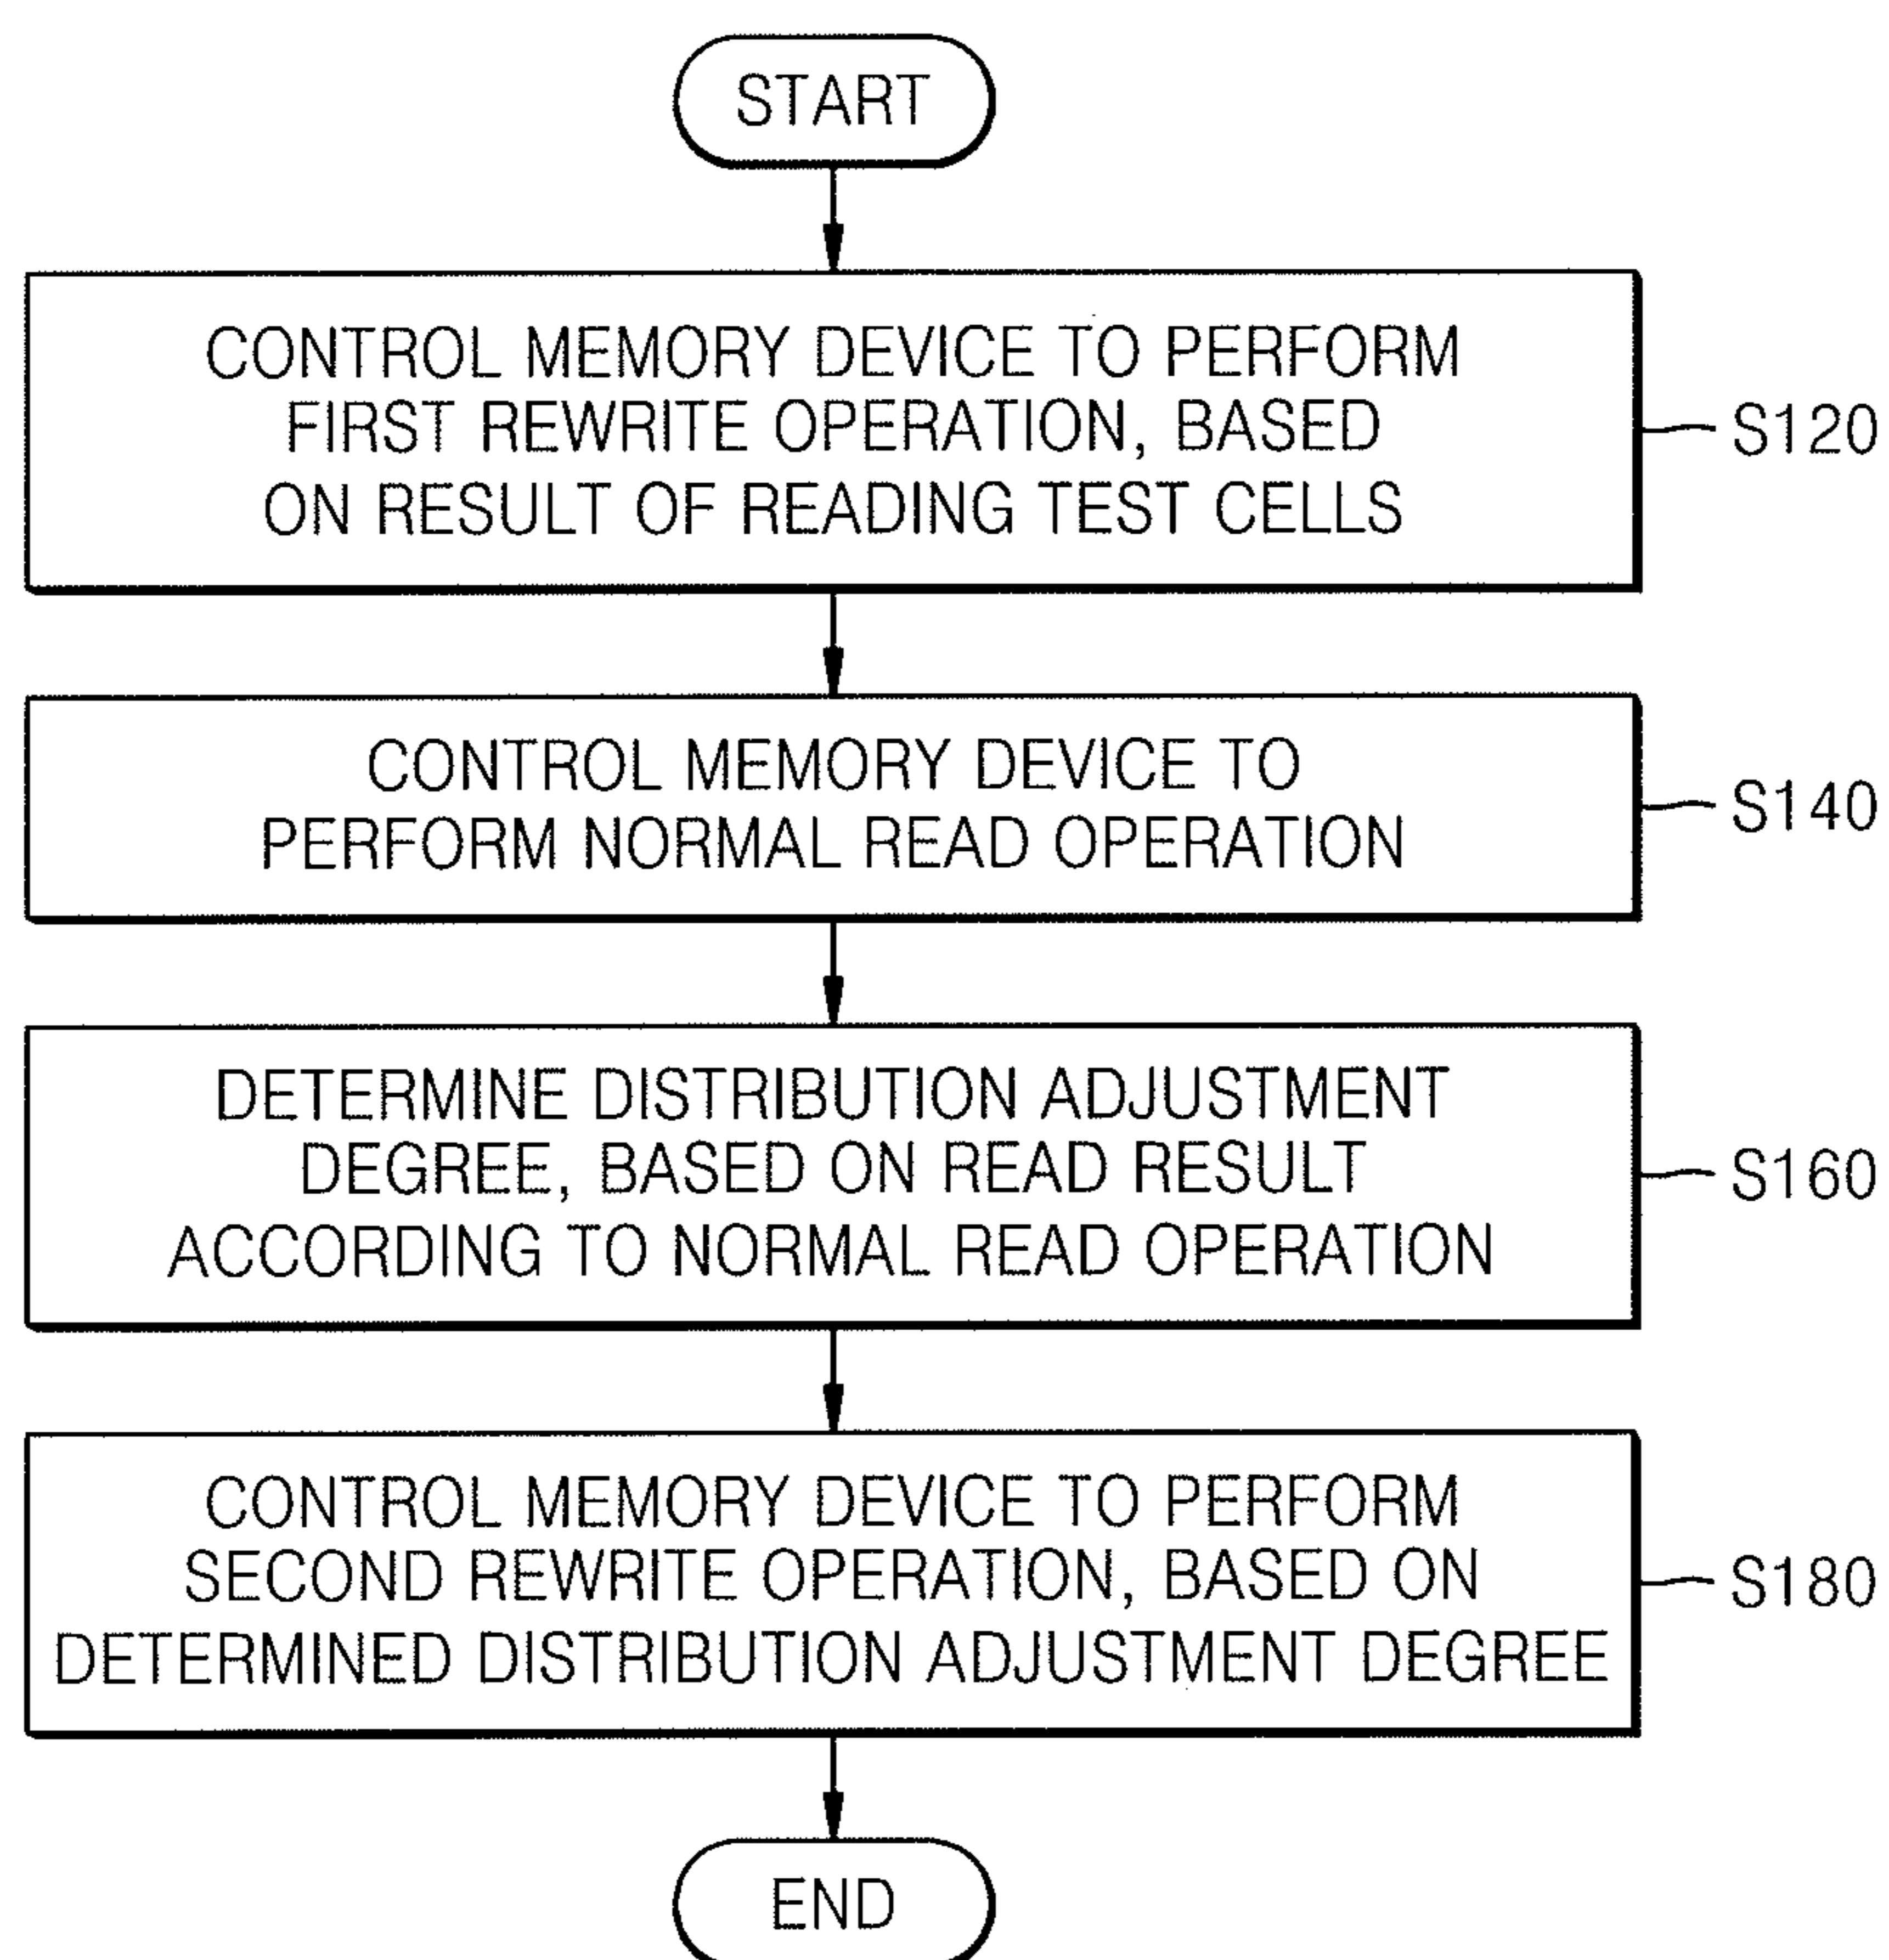 START
CONTROL MEMORY DEVICE TO PERFORM
FIRST REWRITE OPERATION, BASED
ON RESULT OF READING TEST CELLS
S120
CONTROL MEMORY DEVICE TO
PERFORM NORMAL READ OPERATION
S140
DETERMINE DISTRIBUTION ADJUSTMENT
DEGREE, BASED ON READ RESULT
ACCORDING TO NORMAL READ OPERATION
S160
CONTROL MEMORY DEVICE TO PERFORM
SECOND REWRITE OPERATION, BASED ON
DETERMINED DISTRIBUTION ADJUSTMENT DEGREE
S180
END